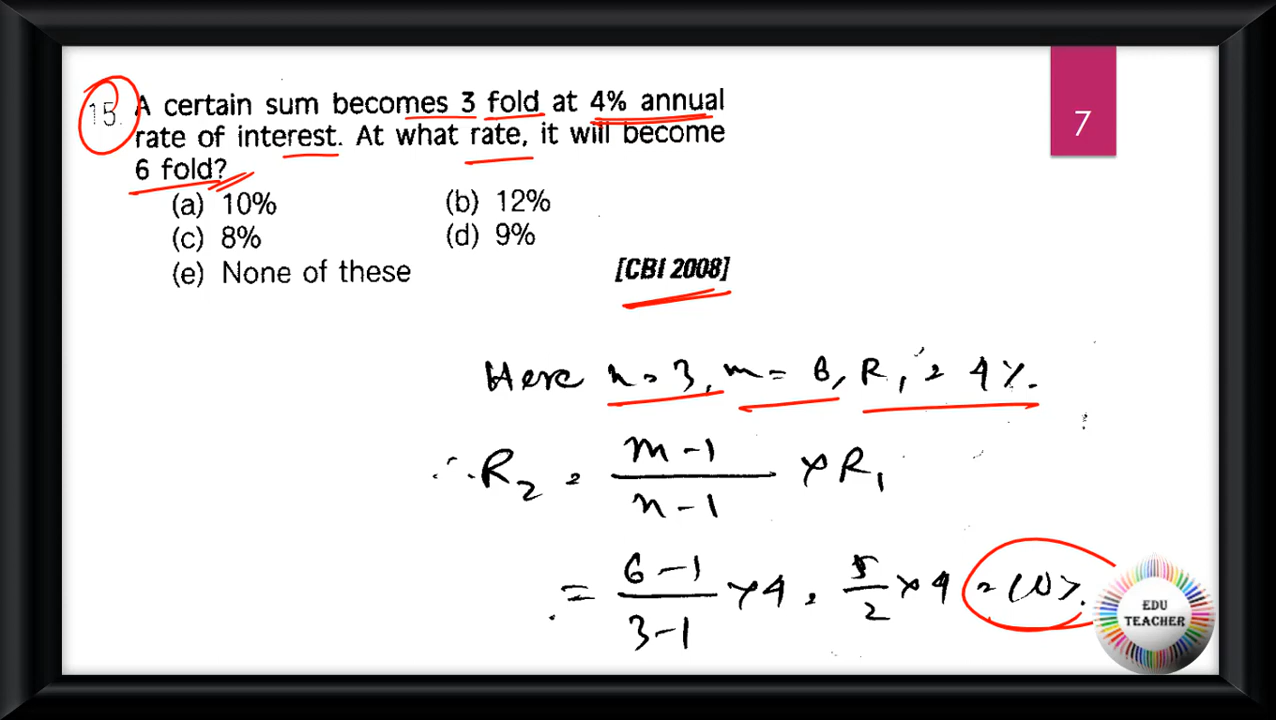 7
15. A certain sum becomes 3 fold at 4% annual
rate of interest. At what rate, it will become
6 fold?
(a) 10% (b) 12%
(c) 8% (d) 9%
(e) None of these [CBI 2008]
Here n = 3, m = 6, R₁ = 4%.
∴ R₂ = m-1 / n-1 × R₁
= 6-1 / 3-1 × 4 = 5/2 × 4 = 10%.
EDU
TEACHER